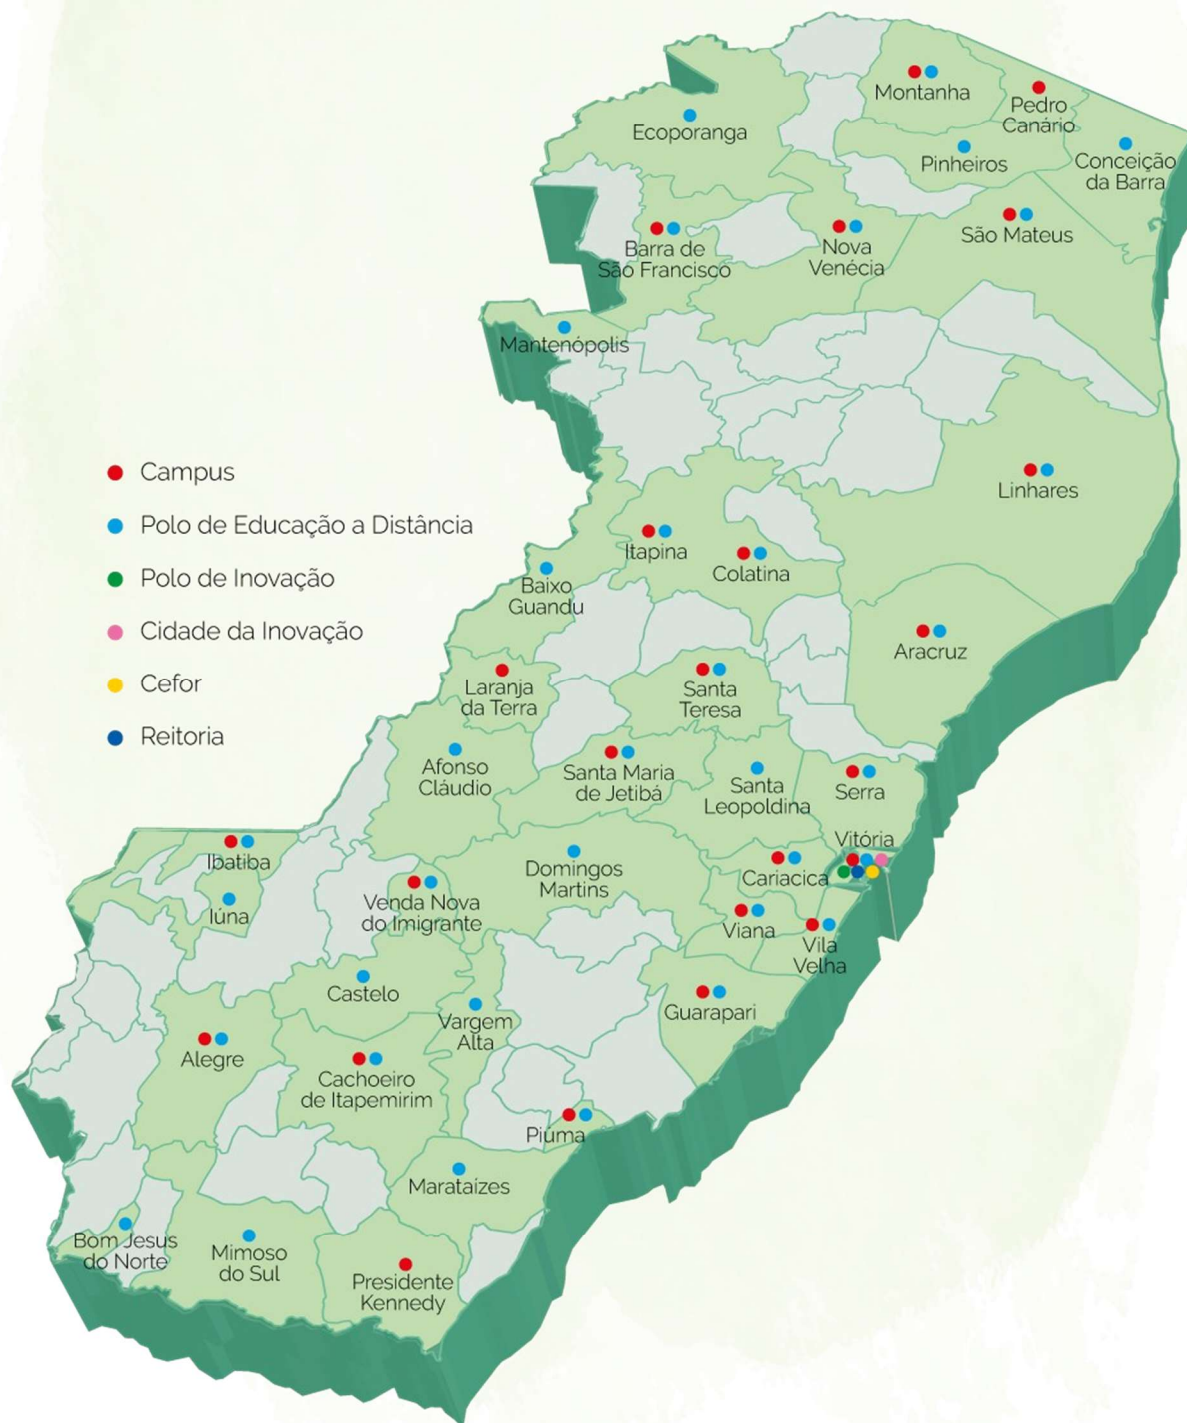 Montanha
Pedro
Canário
Ecoporanga
Pinheiros
Conceição
da Barra
São Mateus
Barra de
São Francisco
Nova
Venécia
Mantenópolis
Campus
Polo de Educação a Distância
Polo de Inovação
Cidade da Inovação
Cefor
Reitoria
Linhares
Itapina
Colatina
Baixo
Guandu
Aracruz
Laranja
da Terra
Santa
Teresa
Afonso
Cláudio
Santa Maria
de Jetibá
Santa
Leopoldina
Serra
Vitória
Ibatiba
Domingos
Martins
Cariacica
Iúna
Venda Nova
do Imigrante
Viana
Vila
Velha
Castelo
Vargem
Alta
Guarapari
Alegre
Cachoeiro
de Itapemirim
Piúma
Marataízes
Bom Jesus
do Norte
Mimoso
do Sul
Presidente
Kennedy